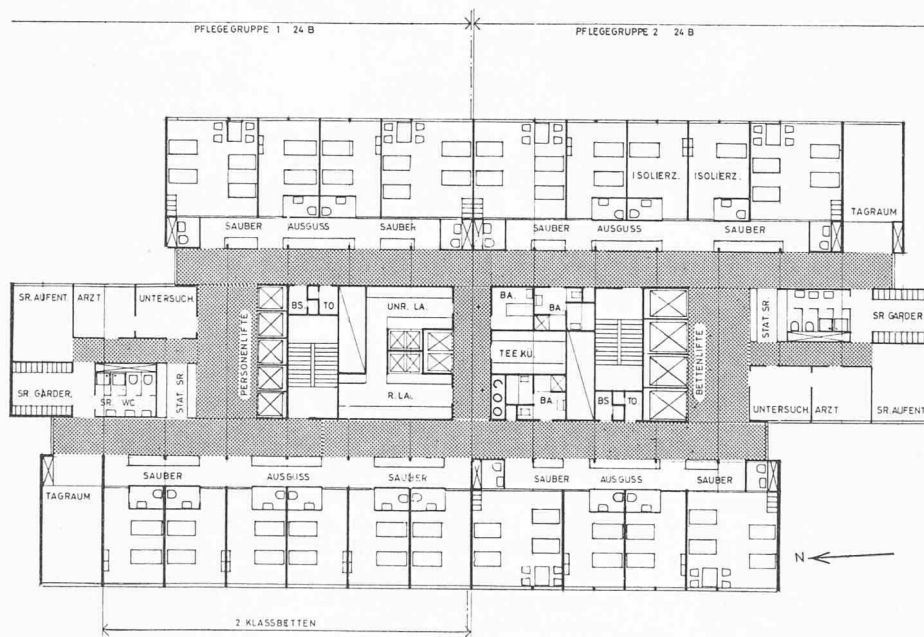 PFLEGEGRUPPE 1 24 B
PFLEGEGRUPPE 2 24 B
ISOLIERZ.
ISOLIERZ.
TAGRAUM
SAUBER
AUSGUSS
SAUBER
SAUBER
AUSGUSS
SAUBER
SR. AUFENT.
ARZT
UNTERSUCH.
BS.
TO
UNR. LA.
BA.
BA
STAT SR.
SR GARDER.
PERSONENLIFTE
TEEKÜ.
BETTENLIFTE
SR. GARDER.
SR. WC
STAT SR.
R. LA.
BA.
BS
TO
UNTERSUCH.
ARZT
SR. AUFENT.
TAGRAUM
SAUBER
AUSGUSS
SAUBER
SAUBER
AUSGUSS
SAUBER
N
2 KLASSBETTEN